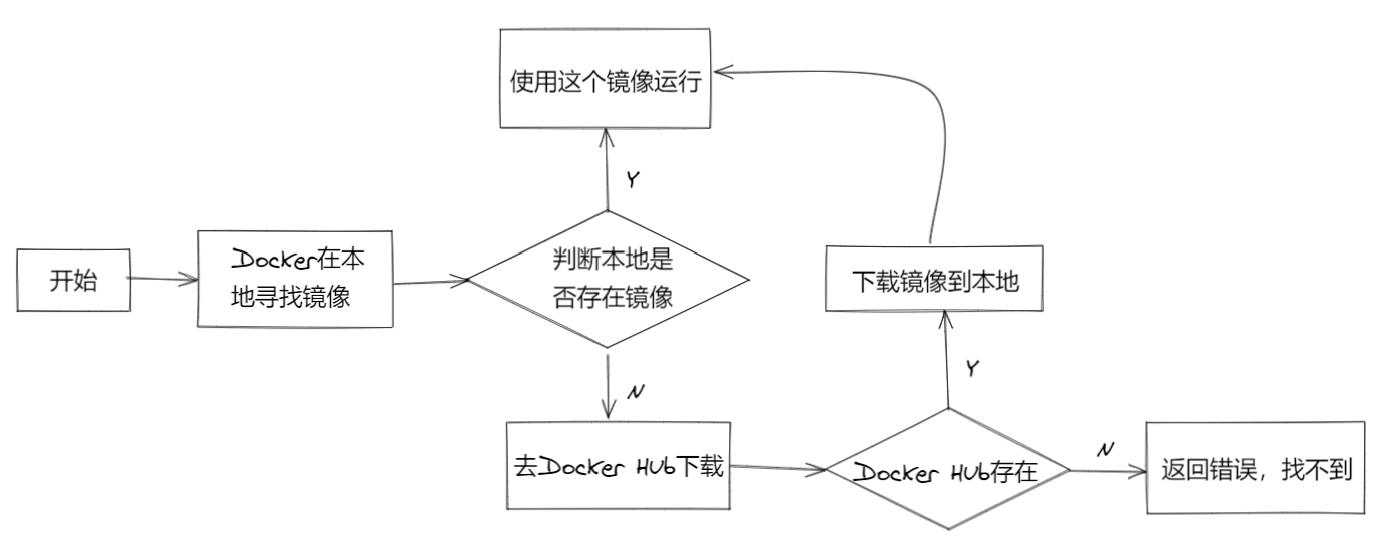 使用这个镜像运行
Y
开始
Docker在本
地寻找镜像
判断本地是
否存在镜像
下载镜像到本地
N
Y
去Docker Hub下载
Docker Hub存在
N
返回错误，找不到